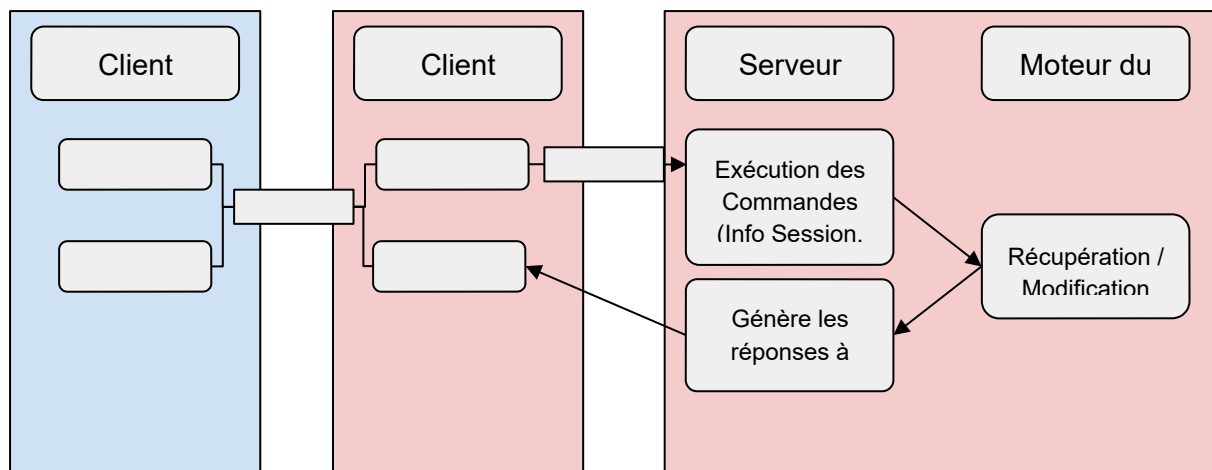 Client
Client
Serveur
Moteur du
Exécution des
Commandes
(Info Session,
Récupération /
Modification
Génère les
réponses à